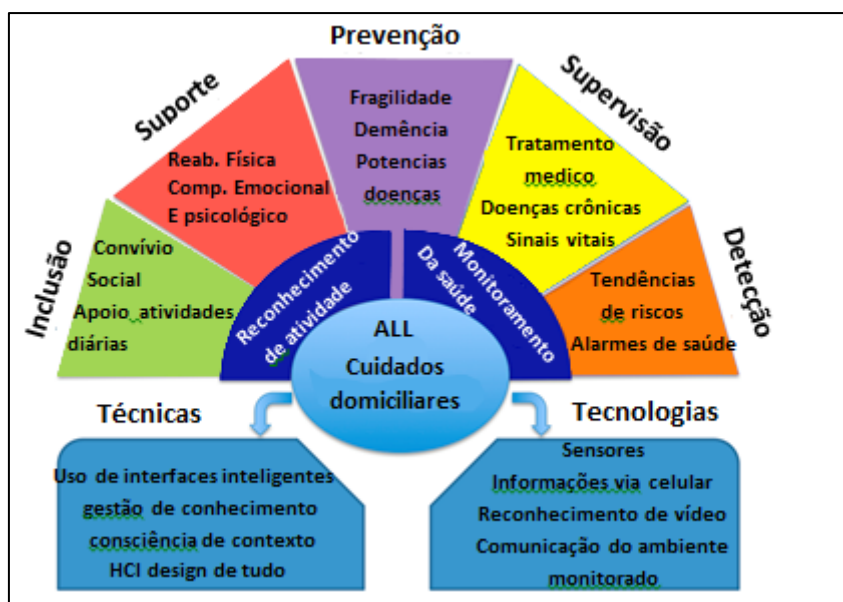 Prevenção
Suporte
Supervisão
Inclusão
Detecção
Fragilidade
Demência
Potencias
doenças
Reab. Física
Comp. Emocional
E psicológico
Tratamento
medico
Doenças crônicas
Sinais vitais
Convívio
Social
Apoio atividades
diárias
Tendências
de riscos
Alarmes de saúde
Reconhecimento
de atividade
Monitoramento
Da saúde
ALL
Cuidados
domiciliares
Técnicas
Tecnologias
Uso de interfaces inteligentes
gestão de conhecimento
consciência de contexto
HCI design de tudo
Sensores
Informações via celular
Reconhecimento de vídeo
Comunicação do ambiente
monitorado